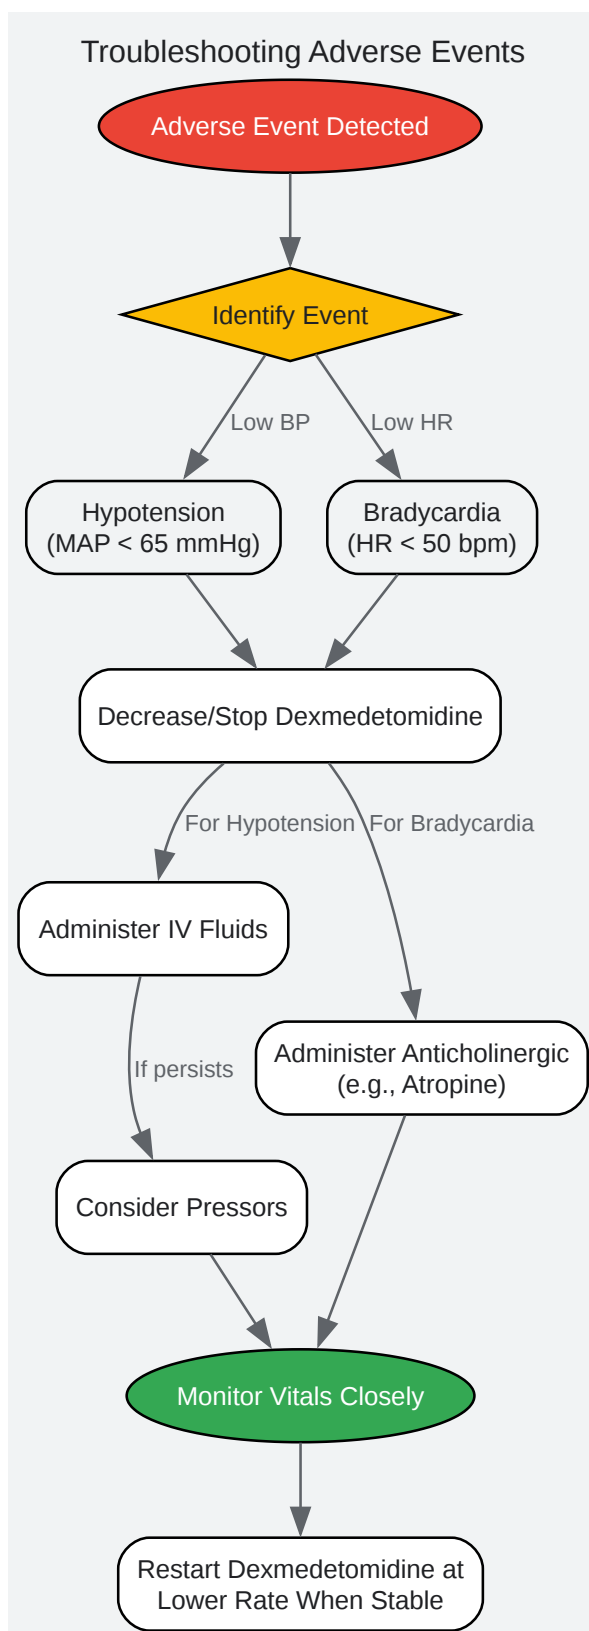 Troubleshooting Adverse Events
Adverse Event Detected
Identify Event
Low BP
Low HR
Hypotension
(MAP < 65 mmHg)
Bradycardia
(HR < 50 bpm)
Decrease/Stop Dexmedetomidine
For Hypotension
For Bradycardia
Administer IV Fluids
Administer Anticholinergic
(e.g., Atropine)
If persists
Consider Pressors
Monitor Vitals Closely
Restart Dexmedetomidine at
Lower Rate When Stable